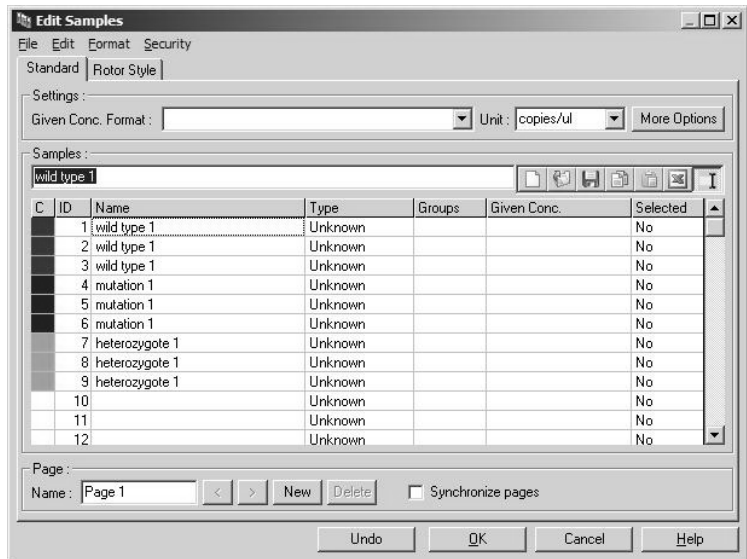 Edit Samples
File Edit Format Security
Standard Rotor Style
Settings :
Given Conc. Format : Unit : copies/ul More Options
Samples :
wild type 1
C ID Name Type Groups Given Conc. Selected
1 wild type 1 Unknown No
2 wild type 1 Unknown No
3 wild type 1 Unknown No
4 mutation 1 Unknown No
5 mutation 1 Unknown No
6 mutation 1 Unknown No
7 heterozygote 1 Unknown No
8 heterozygote 1 Unknown No
9 heterozygote 1 Unknown No
10 Unknown No
11 Unknown No
12 Unknown No
Page :
Name : Page 1 < > New Delete Synchronize pages
Undo OK Cancel Help